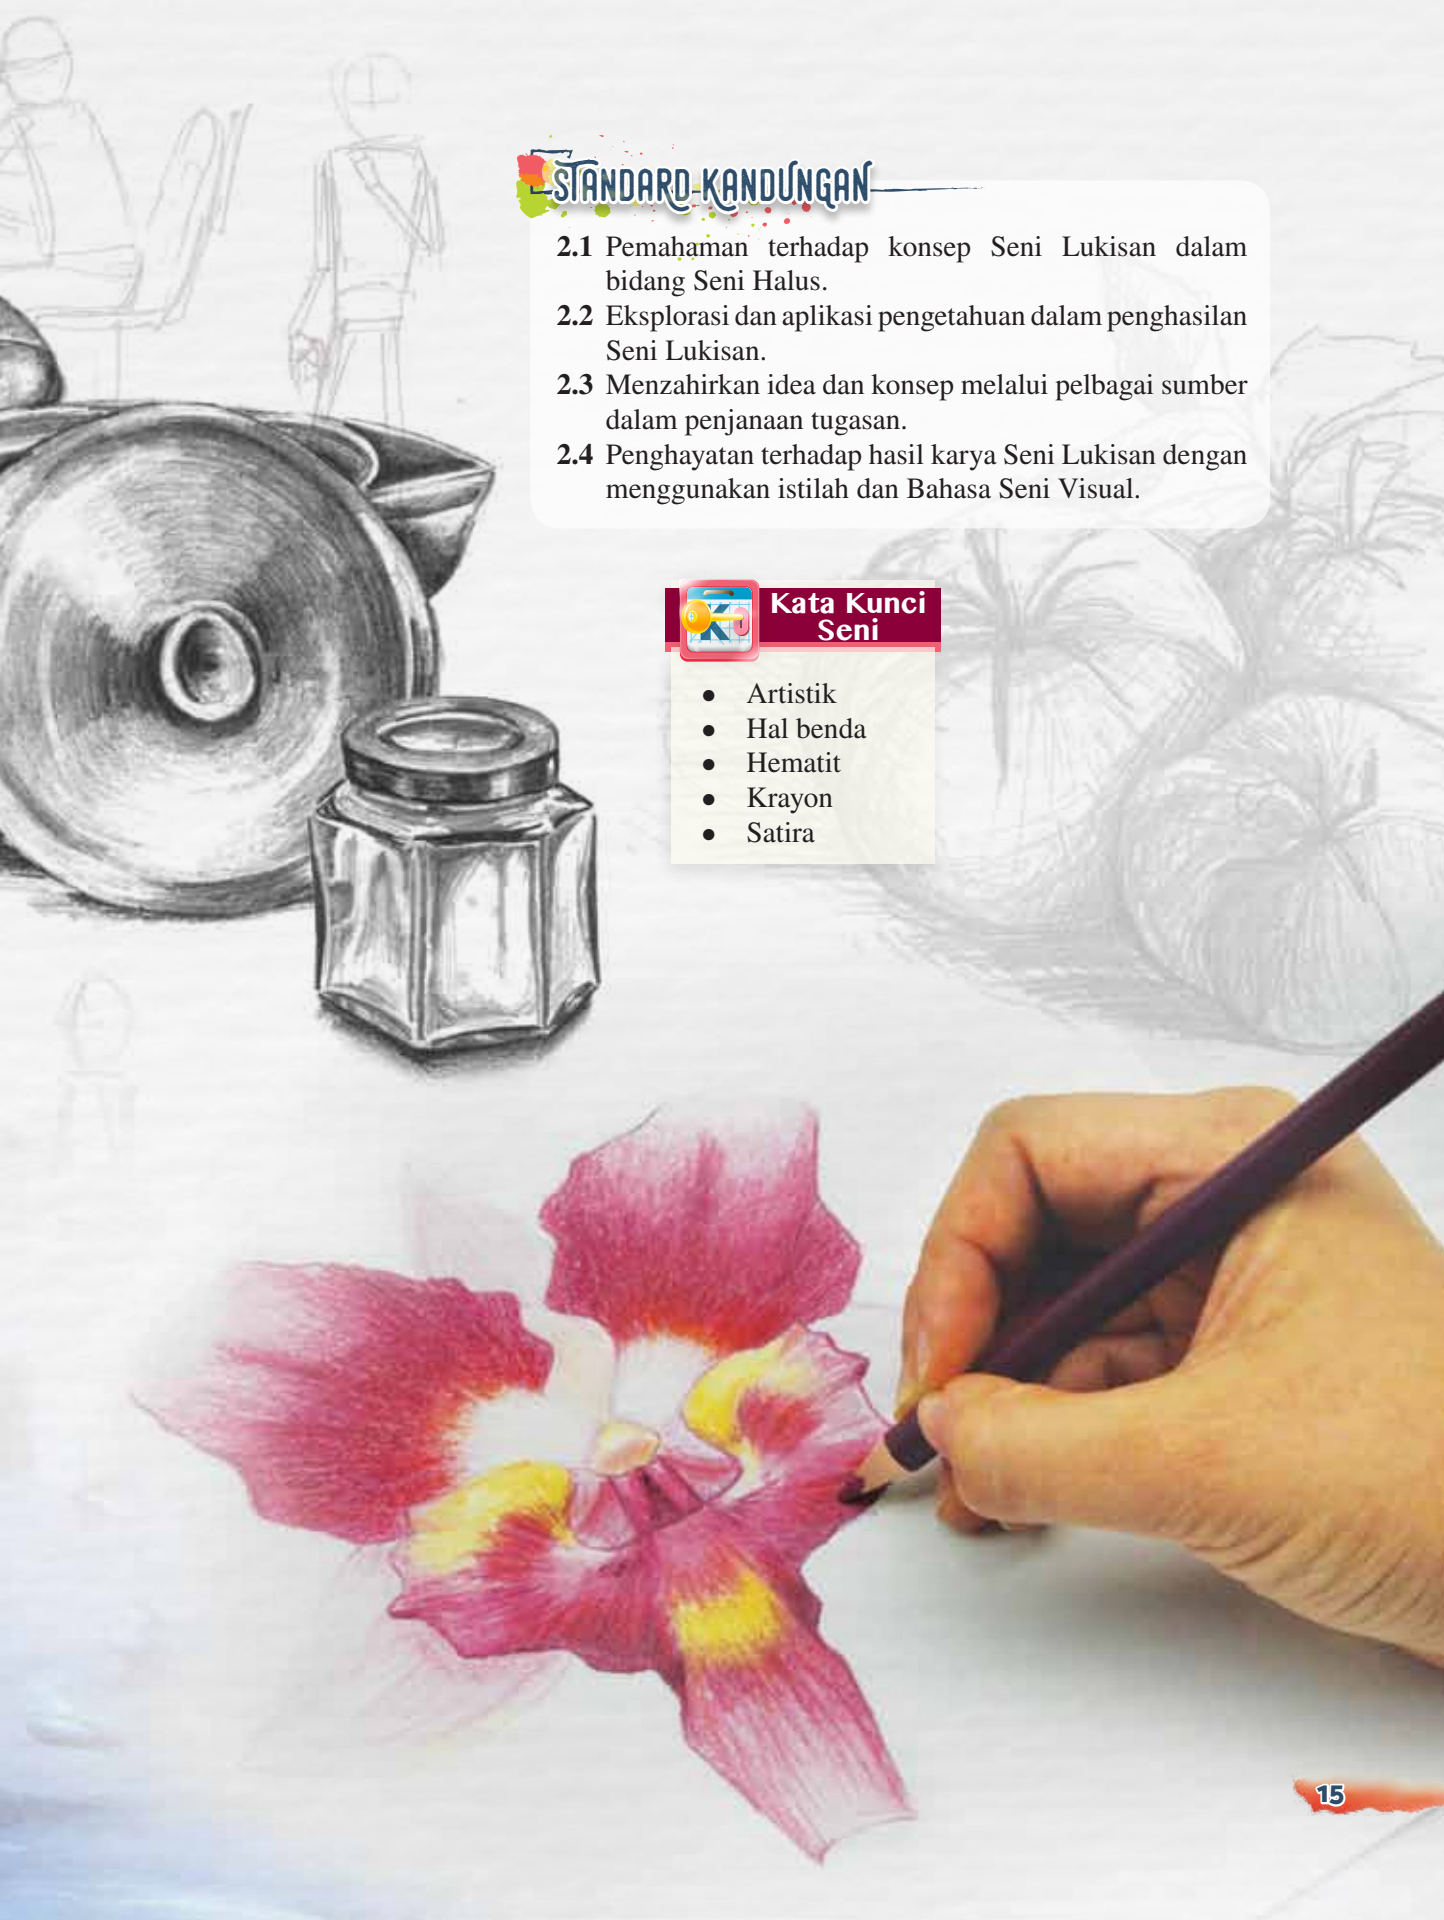 STANDARD KANDUNGAN
2.1 Pemahaman terhadap konsep Seni Lukisan dalam
bidang Seni Halus.
2.2 Eksplorasi dan aplikasi pengetahuan dalam penghasilan
Seni Lukisan.
2.3 Menzahirkan idea dan konsep melalui pelbagai sumber
dalam penjanaan tugasan.
2.4 Penghayatan terhadap hasil karya Seni Lukisan dengan
menggunakan istilah dan Bahasa Seni Visual.
K
Kata Kunci
Seni
● Artistik
● Hal benda
● Hematit
● Krayon
● Satira
15